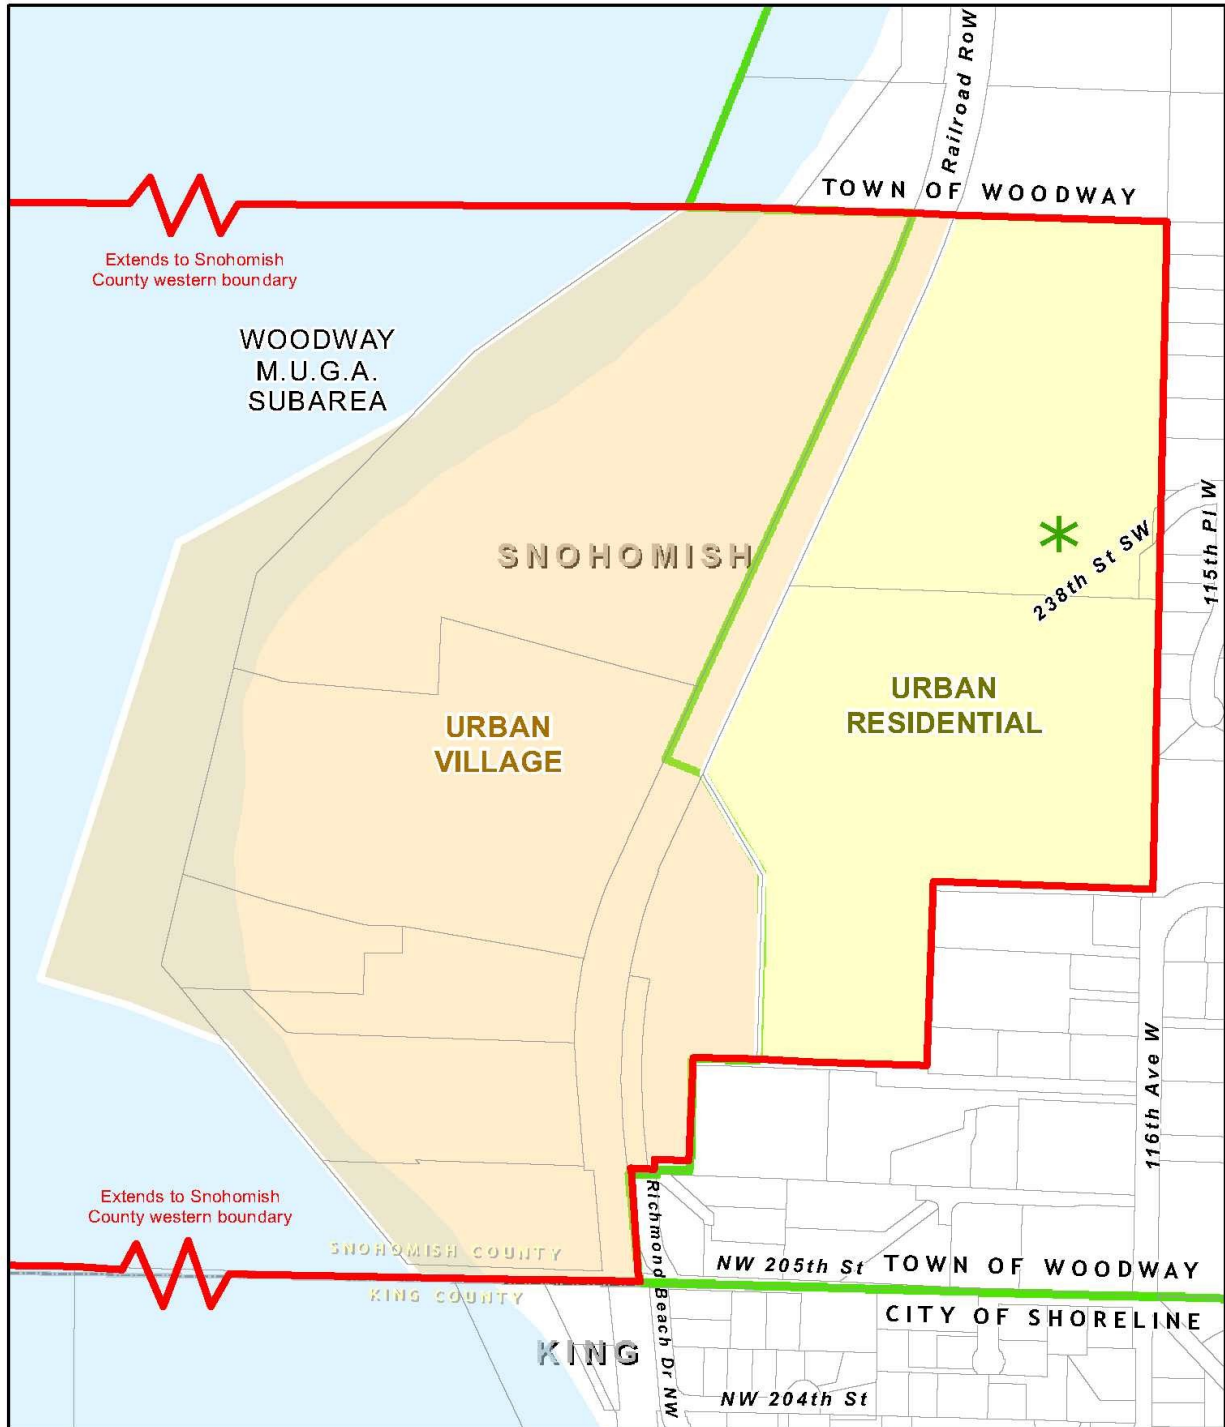 Railroad RoW
TOWN OF WOODWAY
Extends to Snohomish
County western boundary
WOODWAY
M.U.G.A.
SUBAREA
115th Pl W
SNOHOMISH
238th St SW
URBAN
RESIDENTIAL
URBAN
VILLAGE
116th Ave W
Extends to Snohomish
County western boundary
Richmond Beach Dr NW
SNOHOMISH COUNTY
KING COUNTY
NW 205th St
TOWN OF WOODWAY
CITY OF SHORELINE
KING
NW 204th St